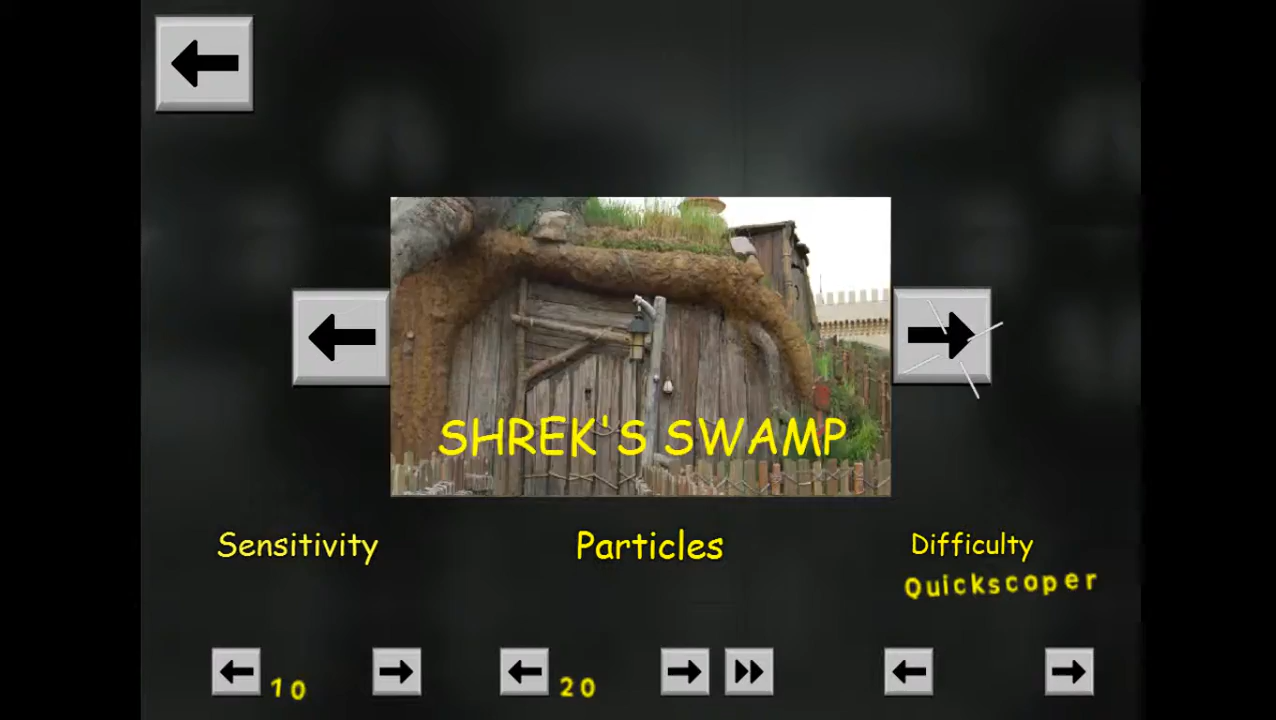 SHREK'S SWAMP
Sensitivity
Particles
Difficulty
Quickscoper
10
20